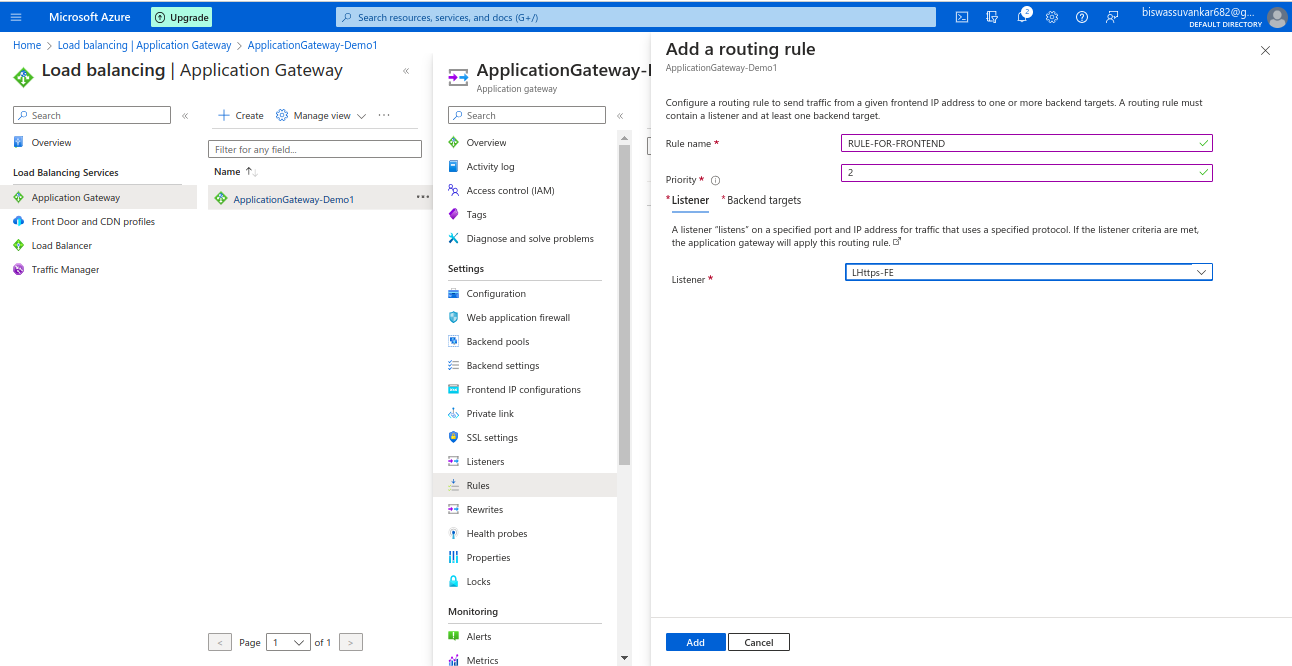 Microsoft Azure
Upgrade
Search resources, services, and docs (G+/)
2
biswassuvankar682@g...
DEFAULT DIRECTORY
Home > Load balancing | Application Gateway > ApplicationGateway-Demo1
Load balancing | Application Gateway
«
Search
«
Overview
Load Balancing Services
Application Gateway
Front Door and CDN profiles
Load Balancer
Traffic Manager
+ Create
Manage view
...
Filter for any field...
Name ↑↓
ApplicationGateway-Demo1
...
< Page 1 of 1 >
ApplicationGateway-
Application gateway
Search
«
Overview
Activity log
Access control (IAM)
Tags
Diagnose and solve problems
Settings
Configuration
Web application firewall
Backend pools
Backend settings
Frontend IP configurations
Private link
SSL settings
Listeners
Rules
Rewrites
Health probes
Properties
Locks
Monitoring
Alerts
Metrics
Add a routing rule
ApplicationGateway-Demo1
Configure a routing rule to send traffic from a given frontend IP address to one or more backend targets. A routing rule must
contain a listener and at least one backend target.
Rule name *
RULE-FOR-FRONTEND
Priority *
2
* Listener
* Backend targets
A listener “listens” on a specified port and IP address for traffic that uses a specified protocol. If the listener criteria are met,
the application gateway will apply this routing rule.
Listener *
LHttps-FE
Add
Cancel